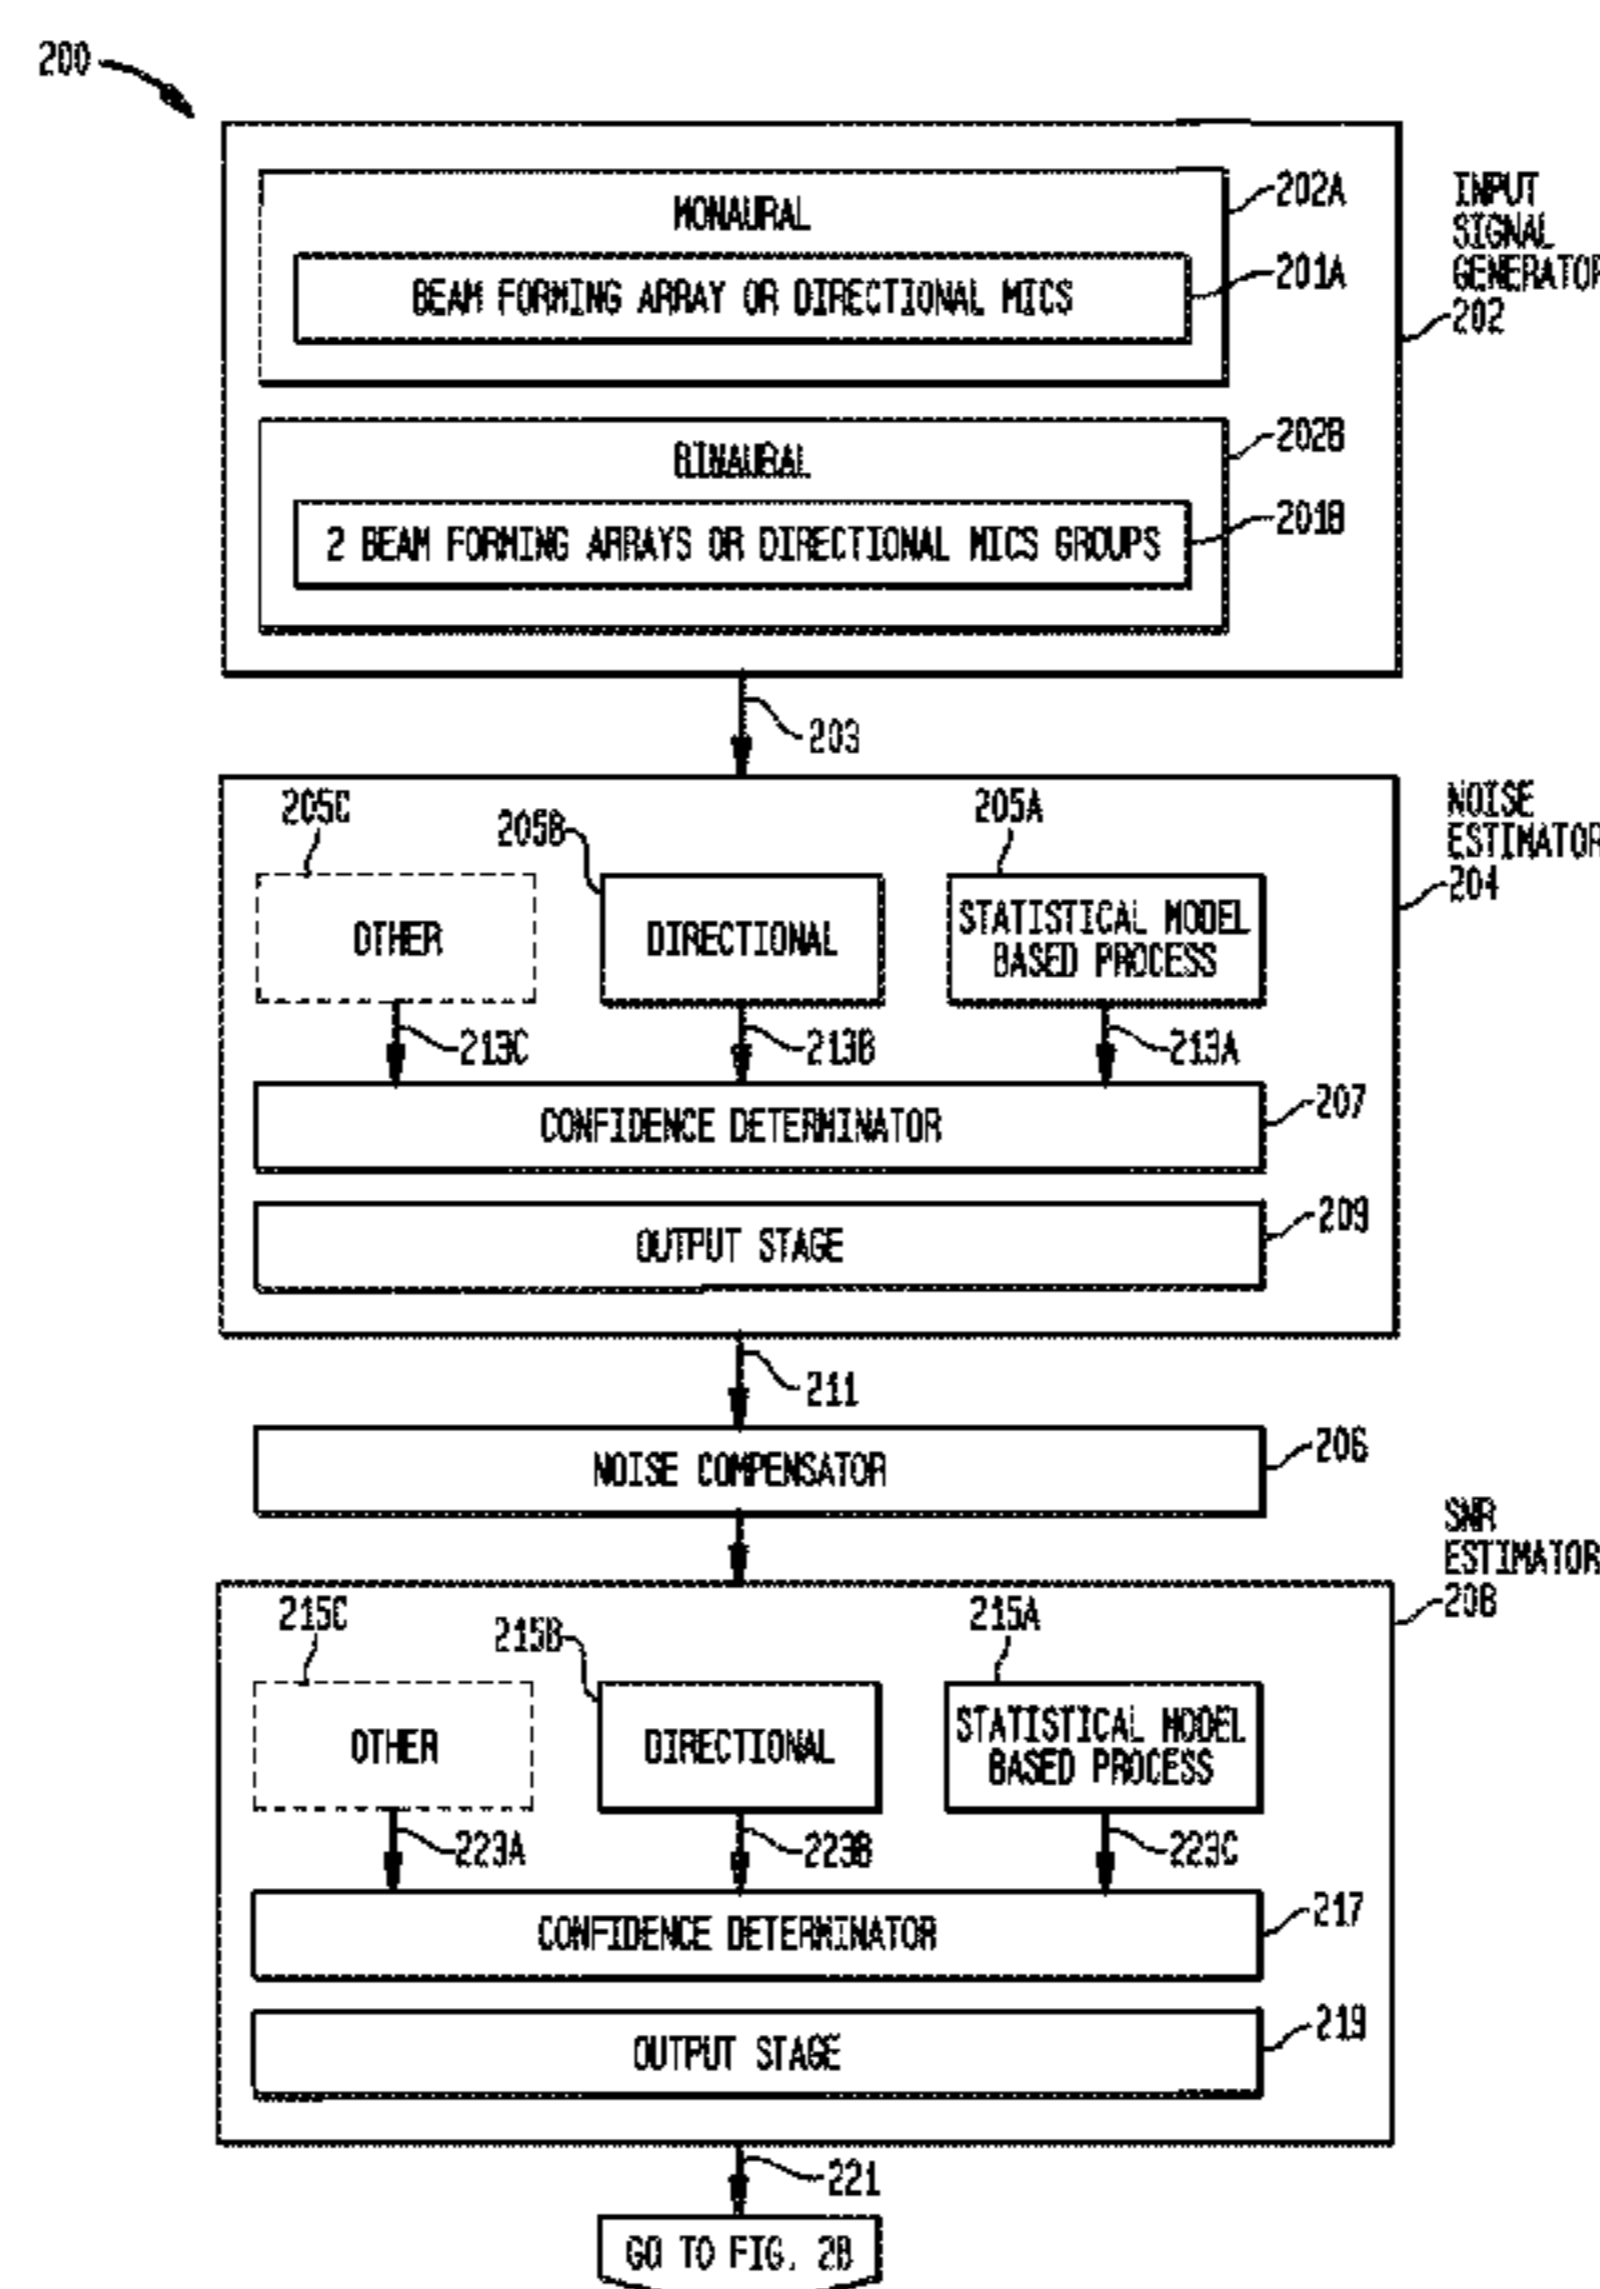 200
MONAURAL
202A
BEAM FORMING ARRAY OR DIRECTIONAL MICS
201A
INPUT
SIGNAL
GENERATOR
202
BINAURAL
202B
2 BEAM FORMING ARRAYS OR DIRECTIONAL MICS GROUPS
201B
203
NOISE
ESTIMATOR
204
205C
205B
205A
OTHER
DIRECTIONAL
STATISTICAL MODEL
BASED PROCESS
213C
213B
213A
CONFIDENCE DETERMINATOR
207
OUTPUT STAGE
209
211
NOISE COMPENSATOR
206
SNR
ESTIMATOR
208
215C
215B
215A
OTHER
DIRECTIONAL
STATISTICAL MODEL
BASED PROCESS
223A
223B
223C
CONFIDENCE DETERMINATOR
217
OUTPUT STAGE
219
221
GO TO FIG. 2B